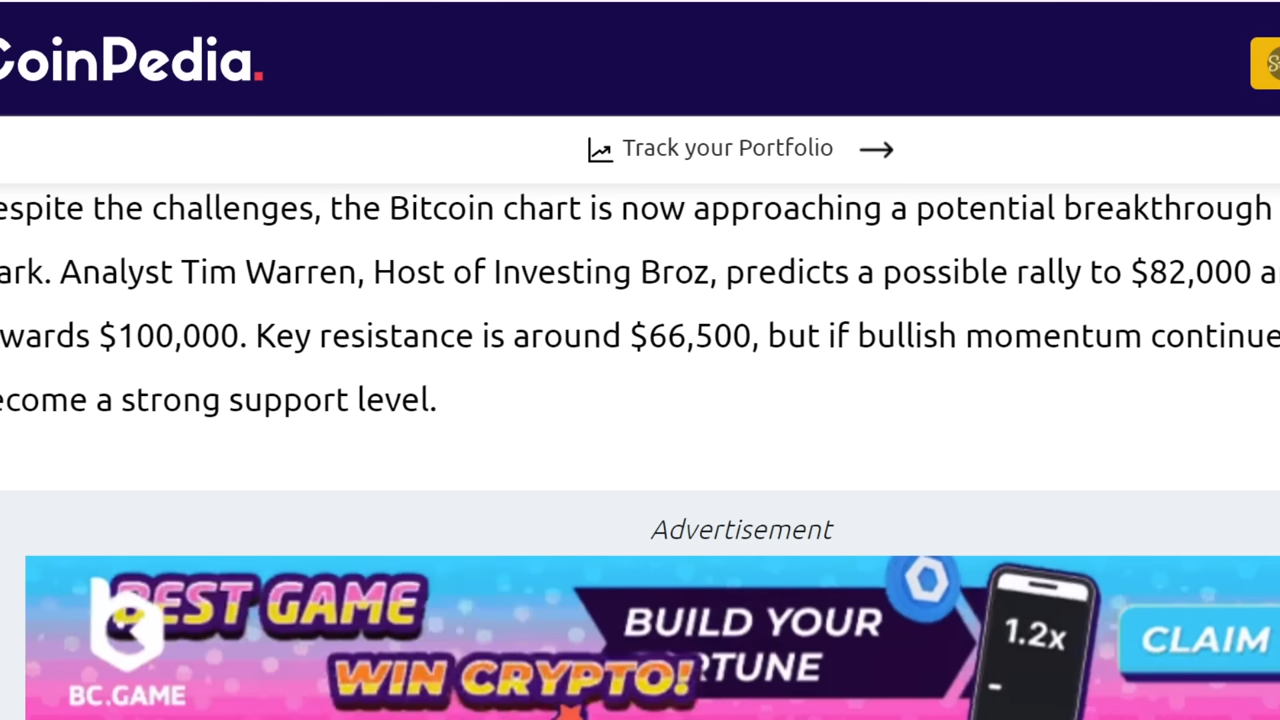 CoinPedia.
Track your Portfolio
espite the challenges, the Bitcoin chart is now approaching a potential breakthrough
ark. Analyst Tim Warren, Host of Investing Broz, predicts a possible rally to $82,000 a
wards $100,000. Key resistance is around $66,500, but if bullish momentum continue
ecome a strong support level.
Advertisement
BEST GAME
WIN CRYPTO!
BC.GAME
BUILD YOUR
RTUNE
1.2x
CLAIM